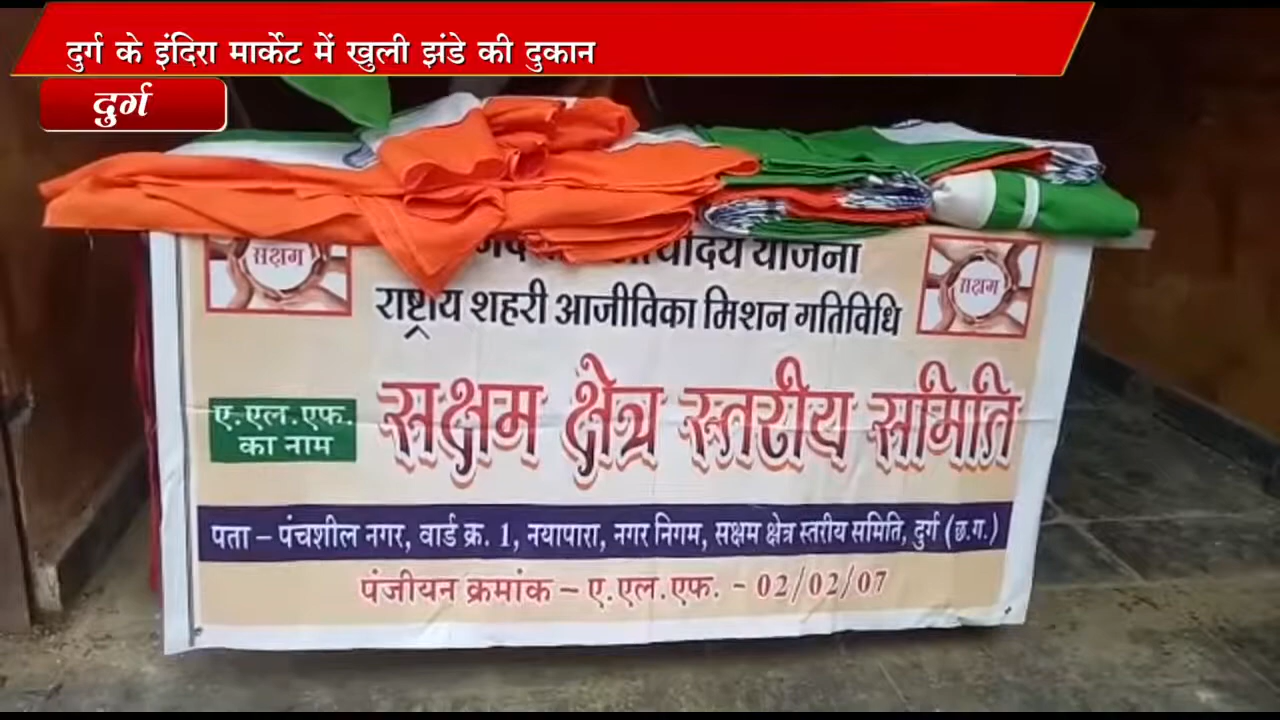 दुर्ग के इंदिरा मार्केट में खुली झंडे की दुकान
दुर्ग
सक्षम
योजना
सक्षम
राष्ट्रीय शहरी आजीविका मिशन गतिविधि
ए.एल.एफ.
का नाम
सक्षम क्षेत्र स्तरीय समिति
पता – पंचशील नगर, वार्ड क्र. 1, नयापारा, नगर निगम, सक्षम क्षेत्र स्तरीय समिति, दुर्ग (छ.ग.)
पंजीयन क्रमांक – ए.एल.एफ. - 02/02/07